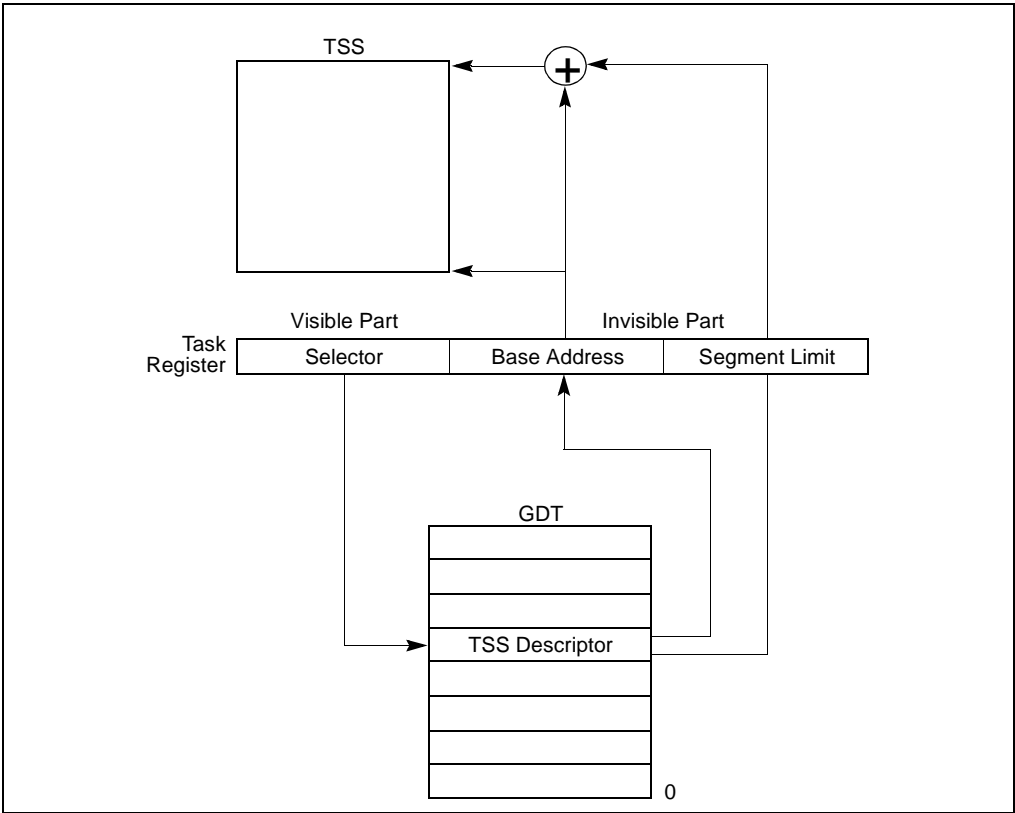 TSS
+
Visible Part
Invisible Part
Task
Register
Selector
Base Address
Segment Limit
GDT
TSS Descriptor
0